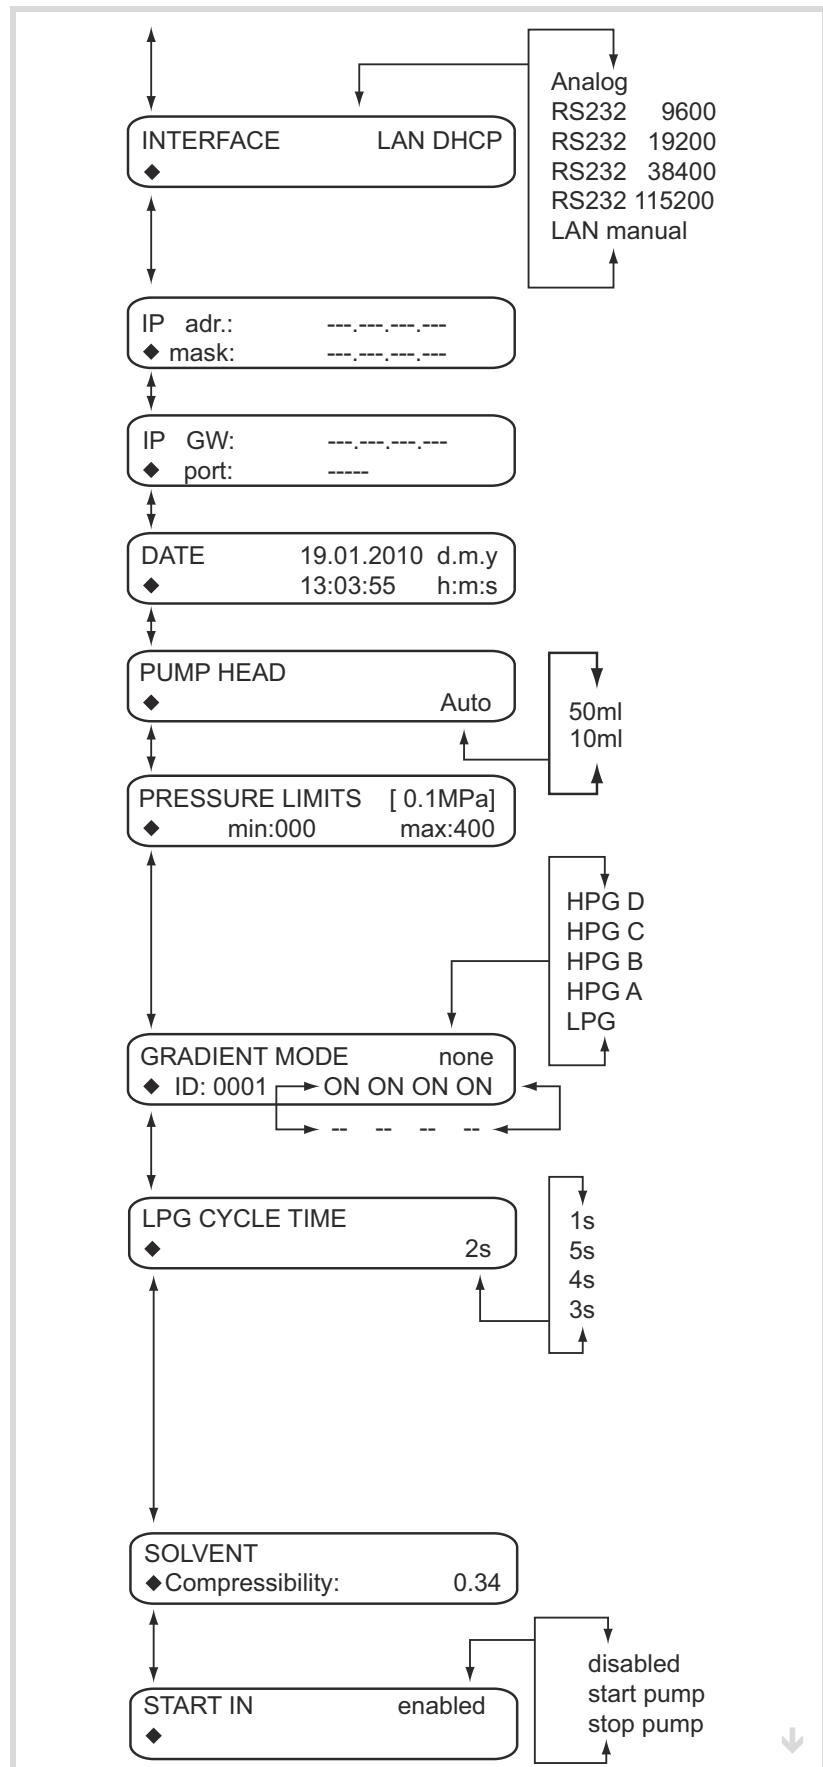 Analog
RS232 9600
RS232 19200
RS232 38400
RS232 115200
LAN manual
INTERFACE LAN DHCP
IP adr.: ---.---.---.---
mask: ---.---.---.---
IP GW: ---.---.---.---
port: -----
DATE 19.01.2010 d.m.y
13:03:55 h:m:s
PUMP HEAD
Auto
50ml
10ml
PRESSURE LIMITS [ 0.1MPa]
min:000 max:400
HPG D
HPG C
HPG B
HPG A
LPG
GRADIENT MODE none
ID: 0001 ON ON ON ON
-- -- -- --
LPG CYCLE TIME
2s
1s
5s
4s
3s
SOLVENT
Compressibility: 0.34
START IN enabled
disabled
start pump
stop pump